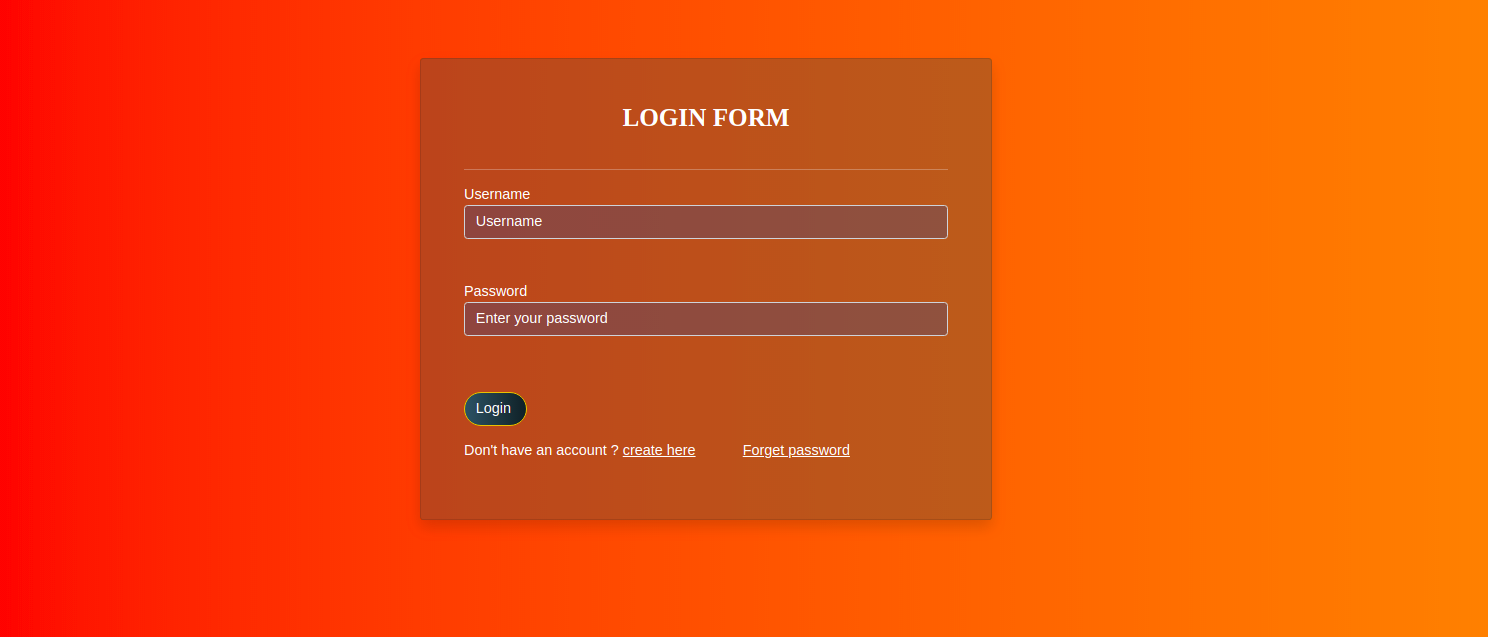 LOGIN FORM
Username
Username
Password
Enter your password
Login
Don't have an account ? create here Forget password